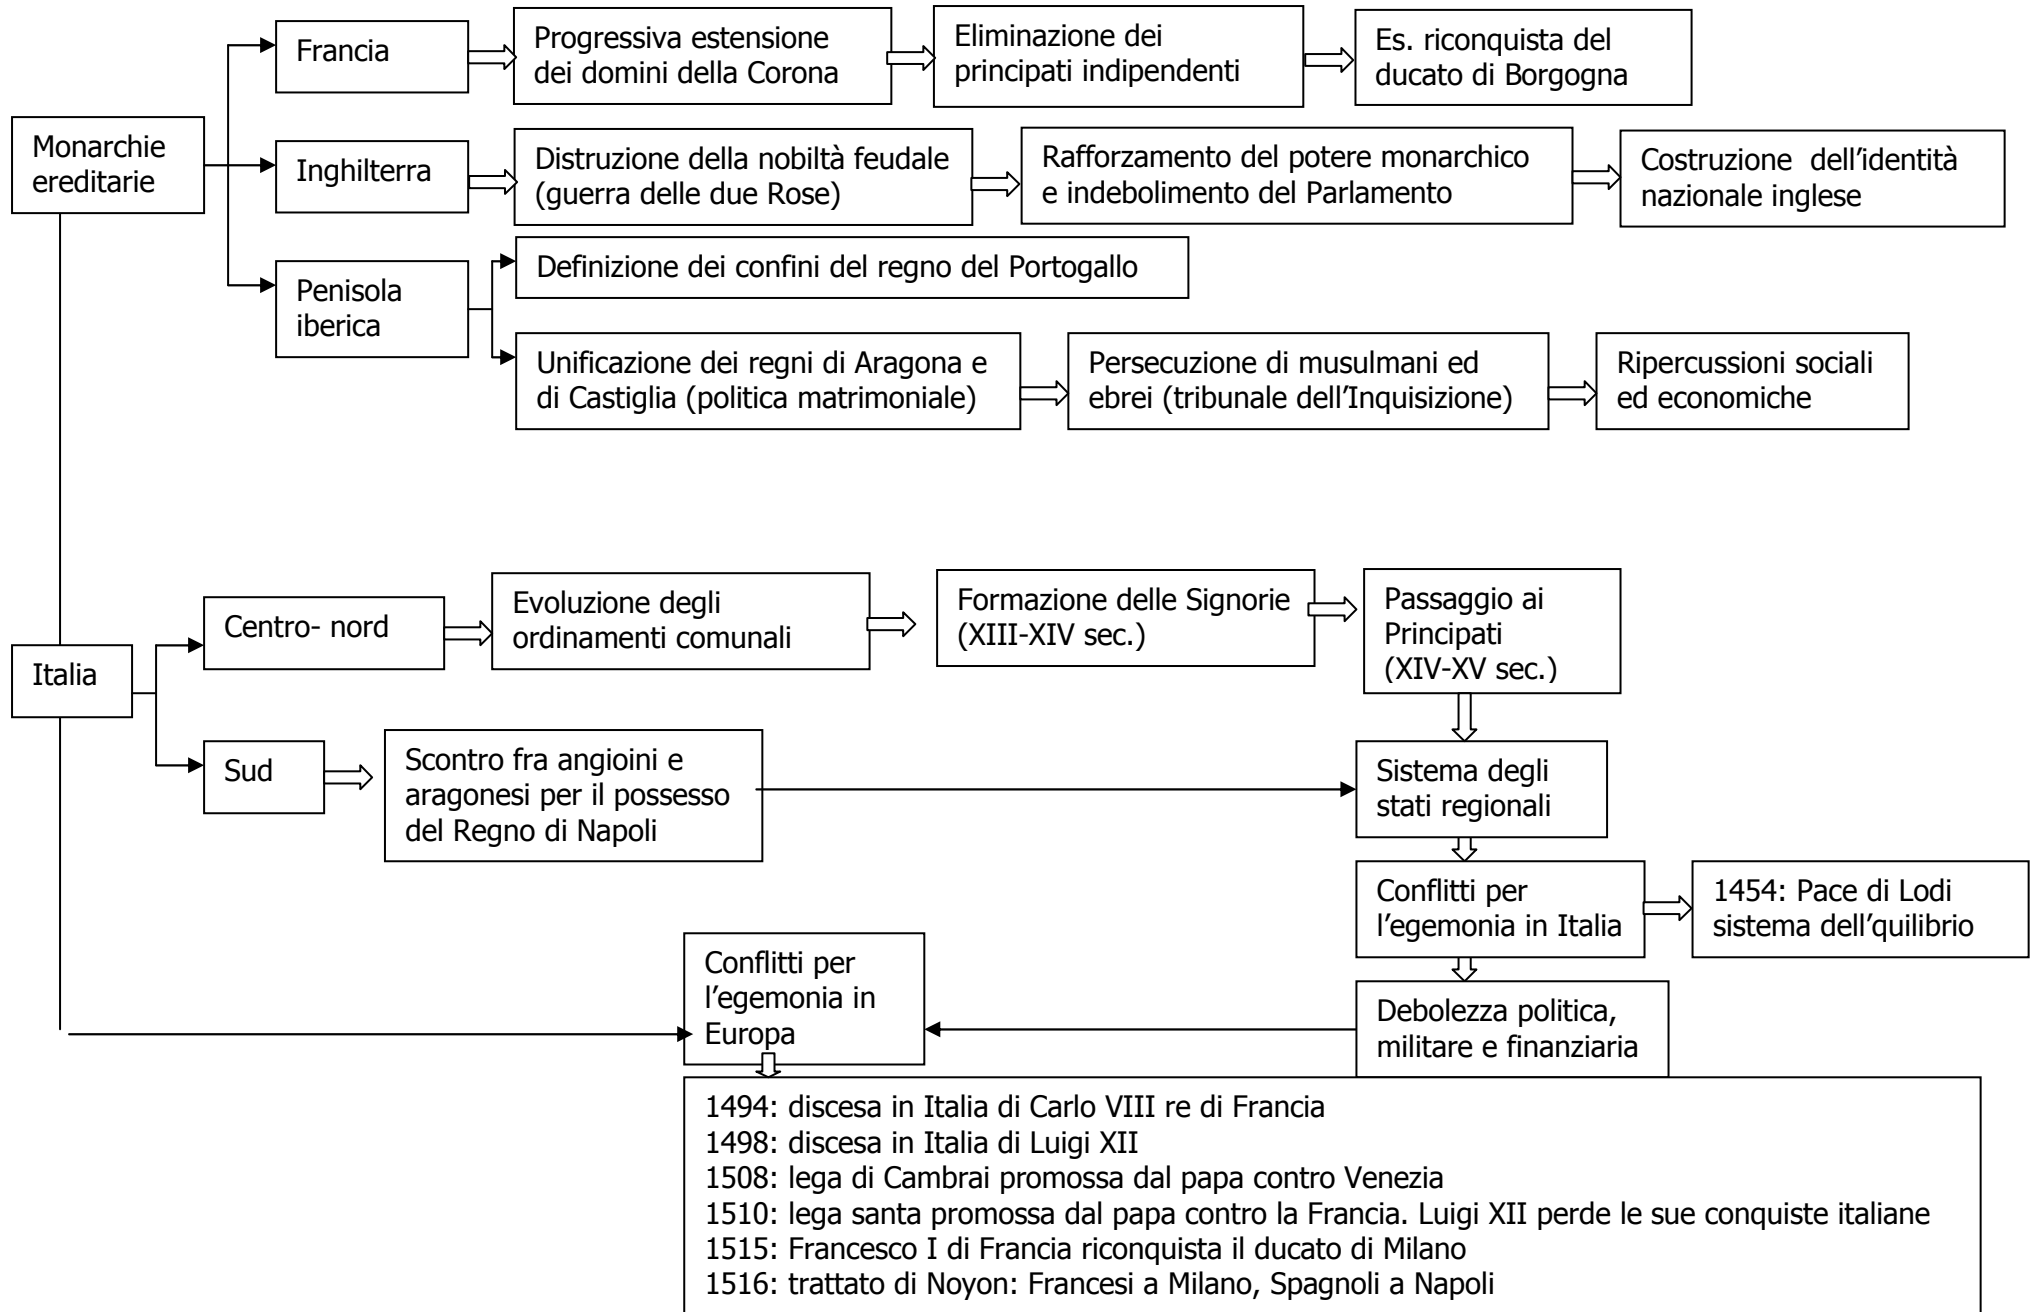 Francia
Progressiva estensione
dei domini della Corona
Eliminazione dei
principati indipendenti
Es. riconquista del
ducato di Borgogna
Monarchie
ereditarie
Inghilterra
Distruzione della nobiltà feudale
(guerra delle due Rose)
Rafforzamento del potere monarchico
e indebolimento del Parlamento
Costruzione  dell’identità
nazionale inglese
Penisola
iberica
Definizione dei confini del regno del Portogallo
Unificazione dei regni di Aragona e
di Castiglia (politica matrimoniale)
Persecuzione di musulmani ed
ebrei (tribunale dell’Inquisizione)
Ripercussioni sociali
ed economiche
Italia
Centro- nord
Evoluzione degli
ordinamenti comunali
Formazione delle Signorie
(XIII-XIV sec.)
Passaggio ai
Principati
(XIV-XV sec.)
Sud
Scontro fra angioini e
aragonesi per il possesso
del Regno di Napoli
Sistema degli
stati regionali
Conflitti per
l’egemonia in Italia
1454: Pace di Lodi
sistema dell’quilibrio
Debolezza politica,
militare e finanziaria
Conflitti per
l’egemonia in
Europa
1494: discesa in Italia di Carlo VIII re di Francia
1498: discesa in Italia di Luigi XII
1508: lega di Cambrai promossa dal papa contro Venezia
1510: lega santa promossa dal papa contro la Francia. Luigi XII perde le sue conquiste italiane
1515: Francesco I di Francia riconquista il ducato di Milano
1516: trattato di Noyon: Francesi a Milano, Spagnoli a Napoli